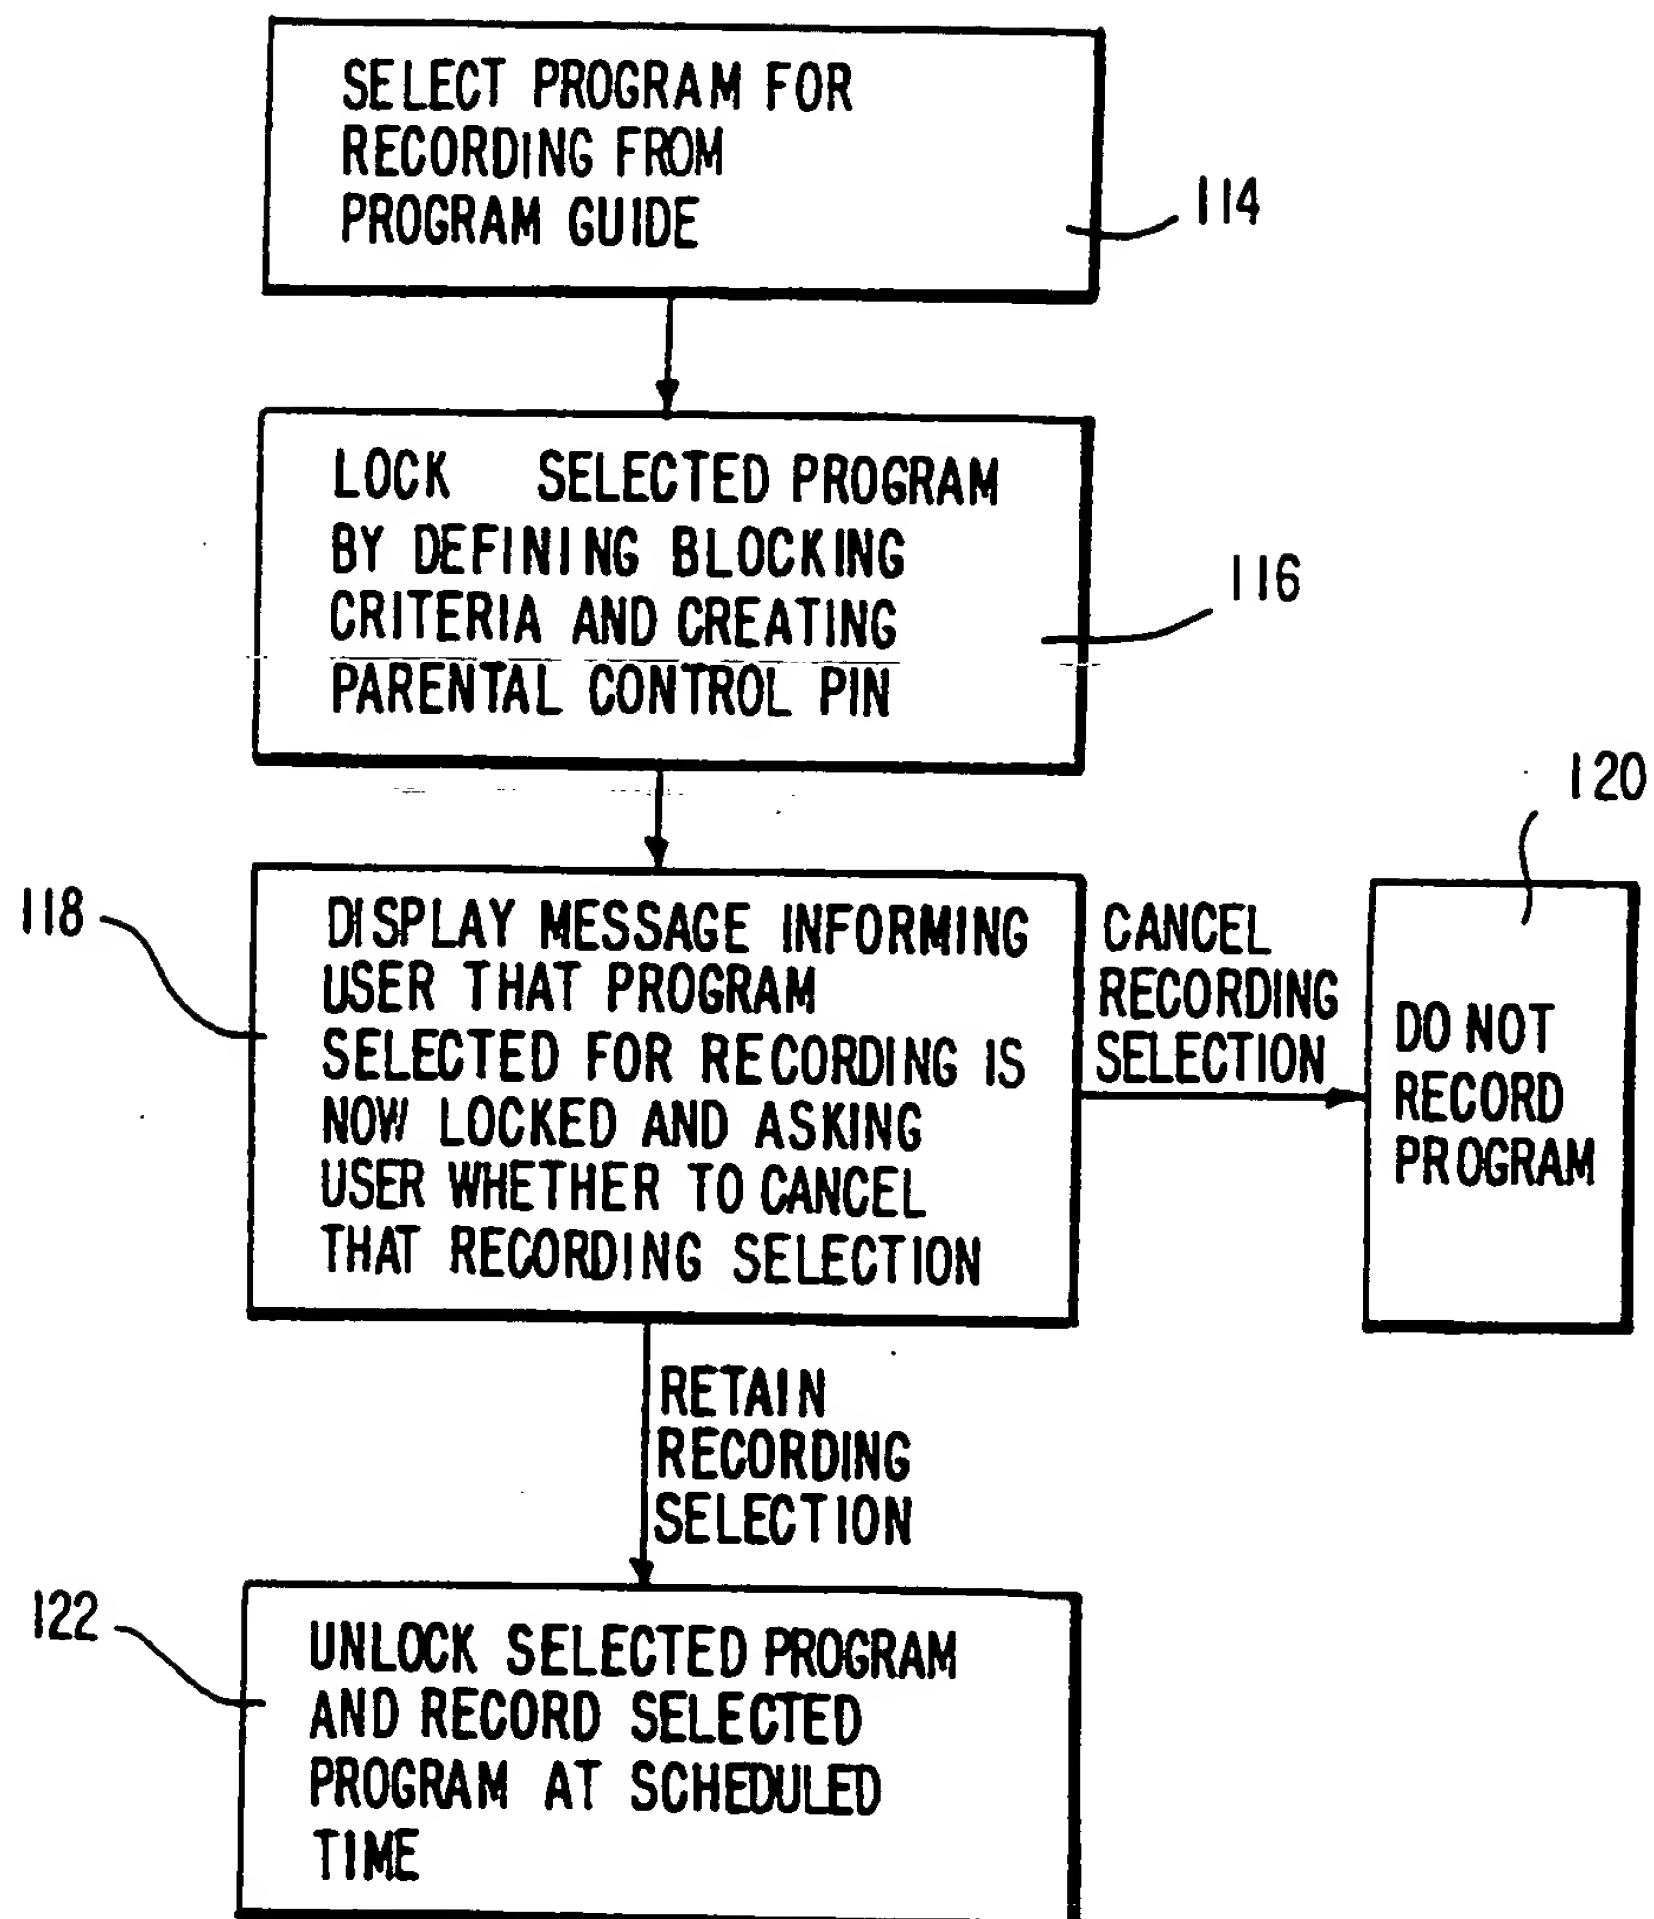 SELECT PROGRAM FOR
RECORDING FROM
PROGRAM GUIDE
114
LOCK SELECTED PROGRAM
BY DEFINING BLOCKING
CRITERIA AND CREATING
PARENTAL CONTROL PIN
116
120
118
DISPLAY MESSAGE INFORMING
USER THAT PROGRAM
SELECTED FOR RECORDING IS
NOW LOCKED AND ASKING
USER WHETHER TO CANCEL
THAT RECORDING SELECTION
CANCEL
RECORDING
SELECTION
DO NOT
RECORD
PROGRAM
RETAIN
RECORDING
SELECTION
122
UNLOCK SELECTED PROGRAM
AND RECORD SELECTED
PROGRAM AT SCHEDULED
TIME